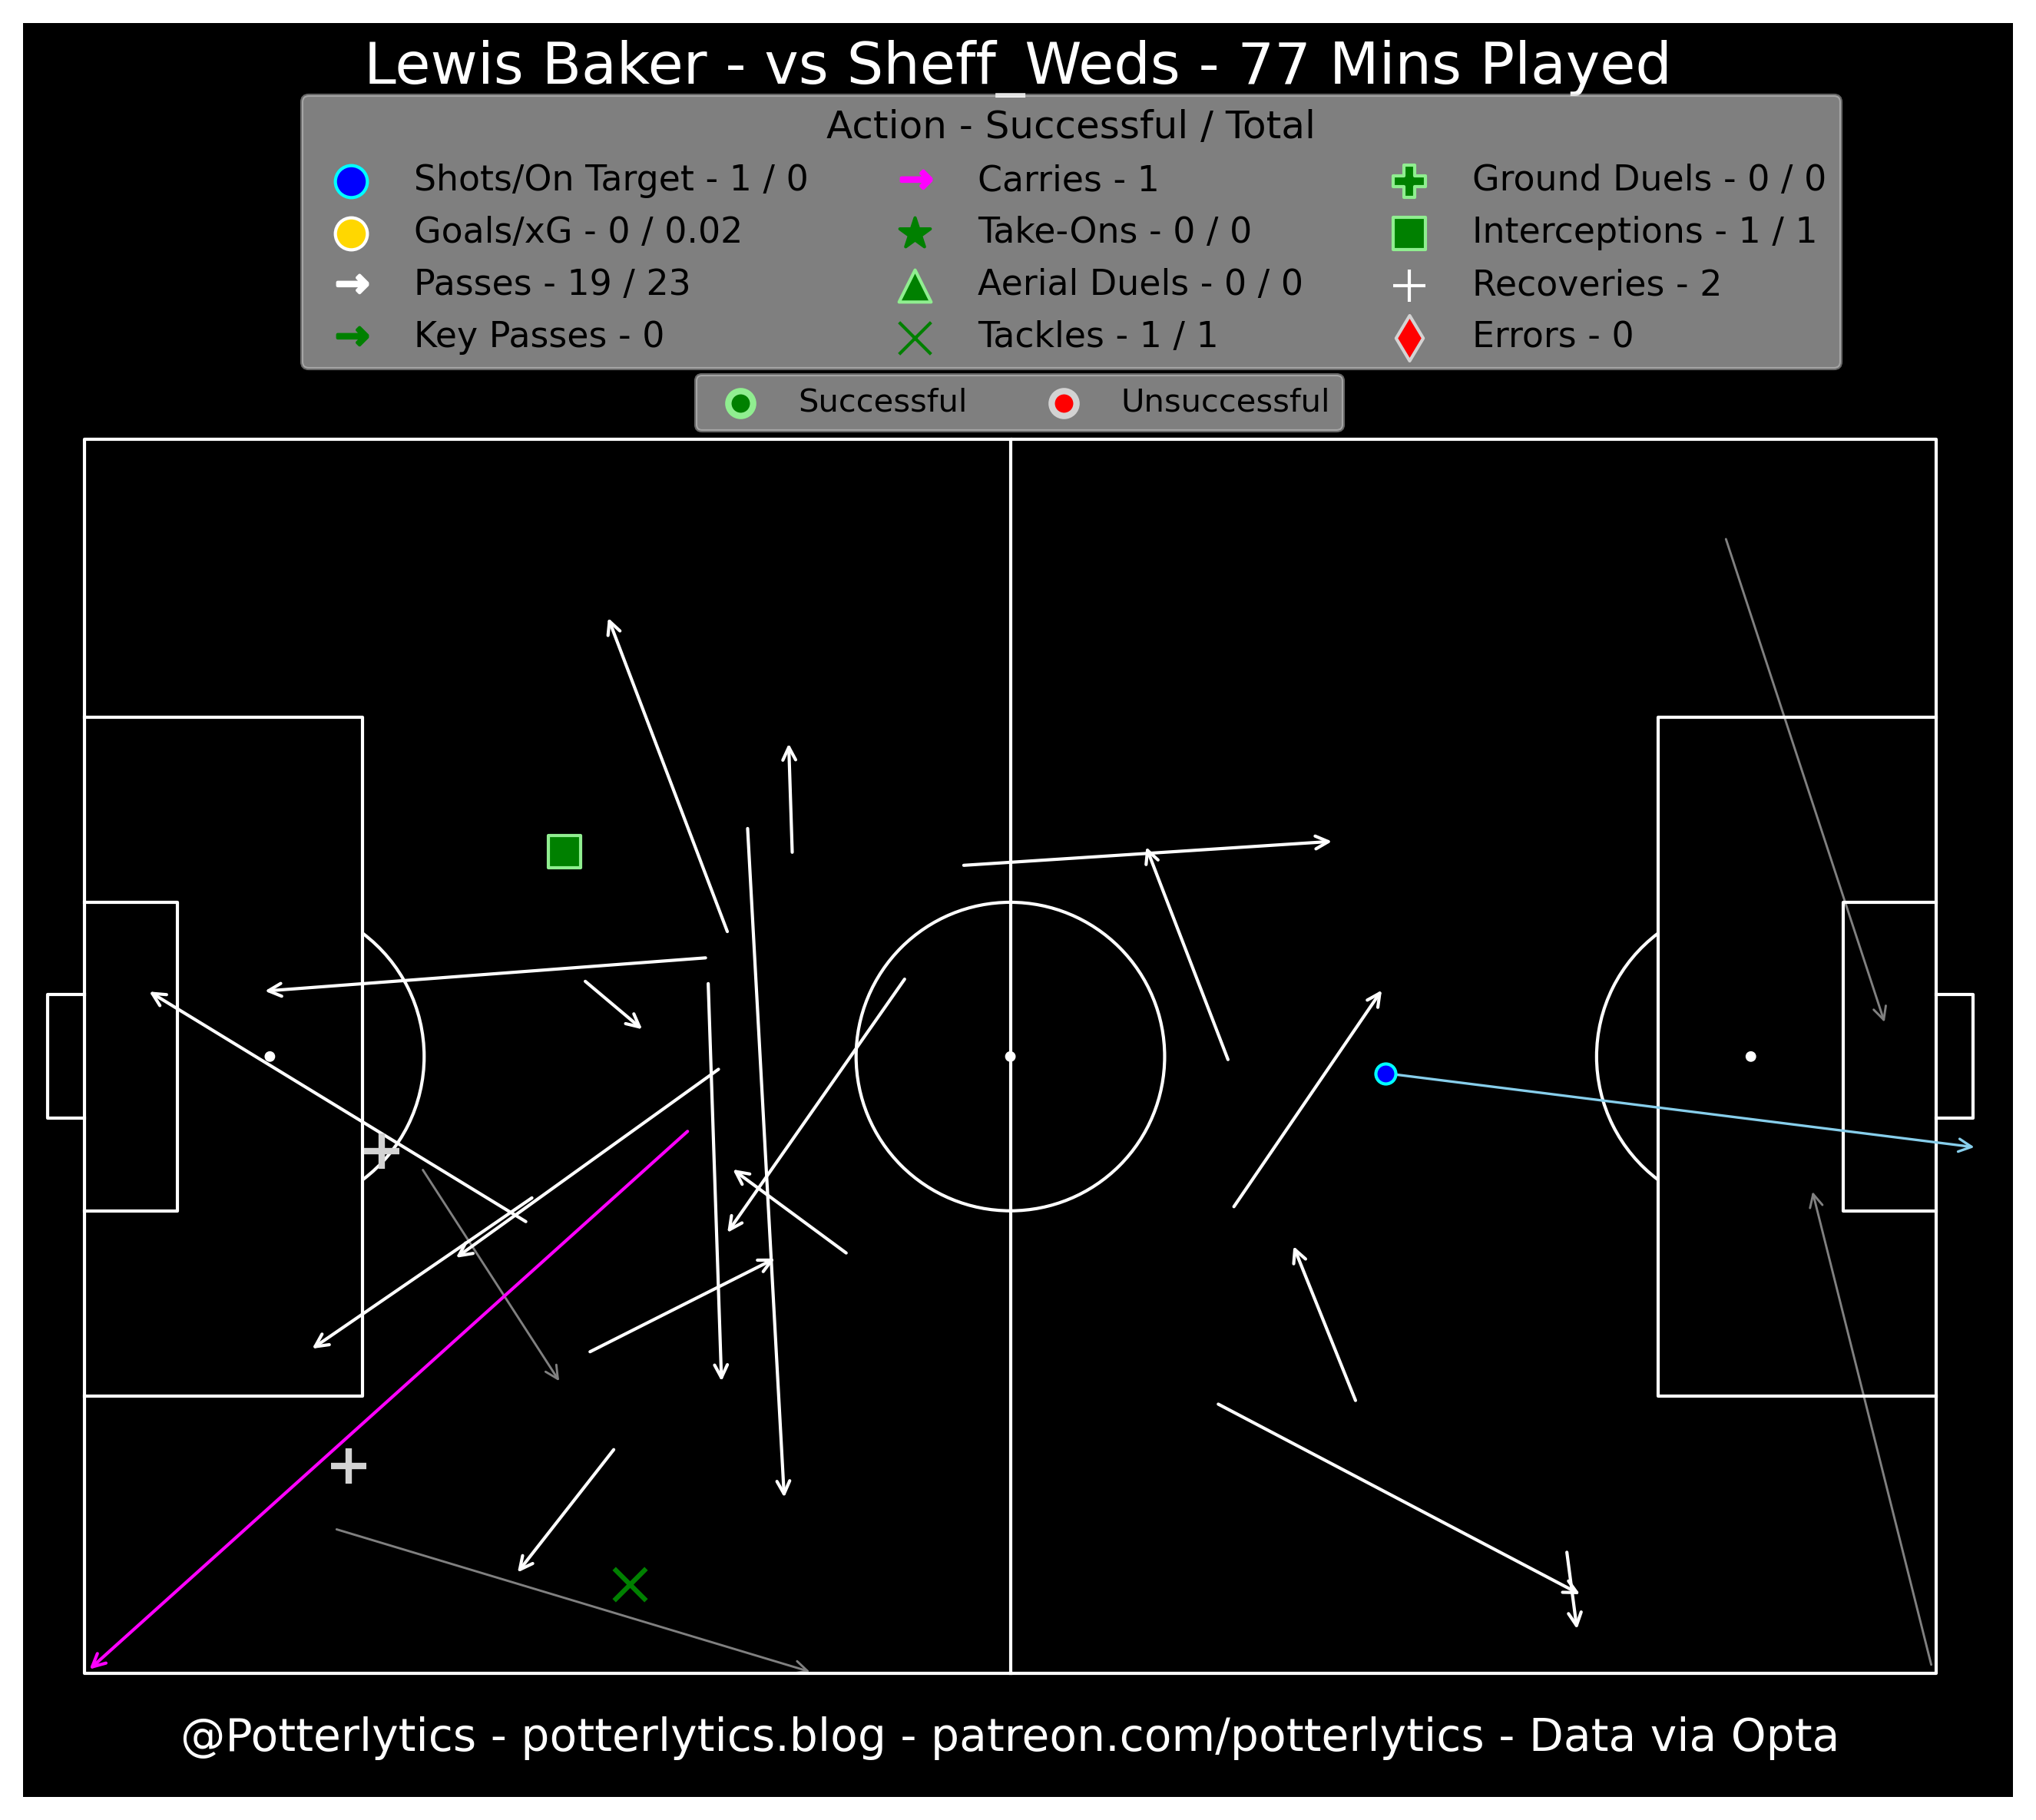 Lewis Baker - vs Sheff_Weds - 77 Mins Played
Action - Successful / Total
Shots/On Target - 1 / 0
Carries - 1
Ground Duels - 0 / 0
Goals/xG - 0 / 0.02
Take-Ons - 0 / 0
Interceptions - 1 / 1
Passes - 19 / 23
Aerial Duels - 0 / 0
Recoveries - 2
Key Passes - 0
Tackles - 1 / 1
Errors - 0
Successful
Unsuccessful
@Potterlytics - potterlytics.blog - patreon.com/potterlytics - Data via Opta